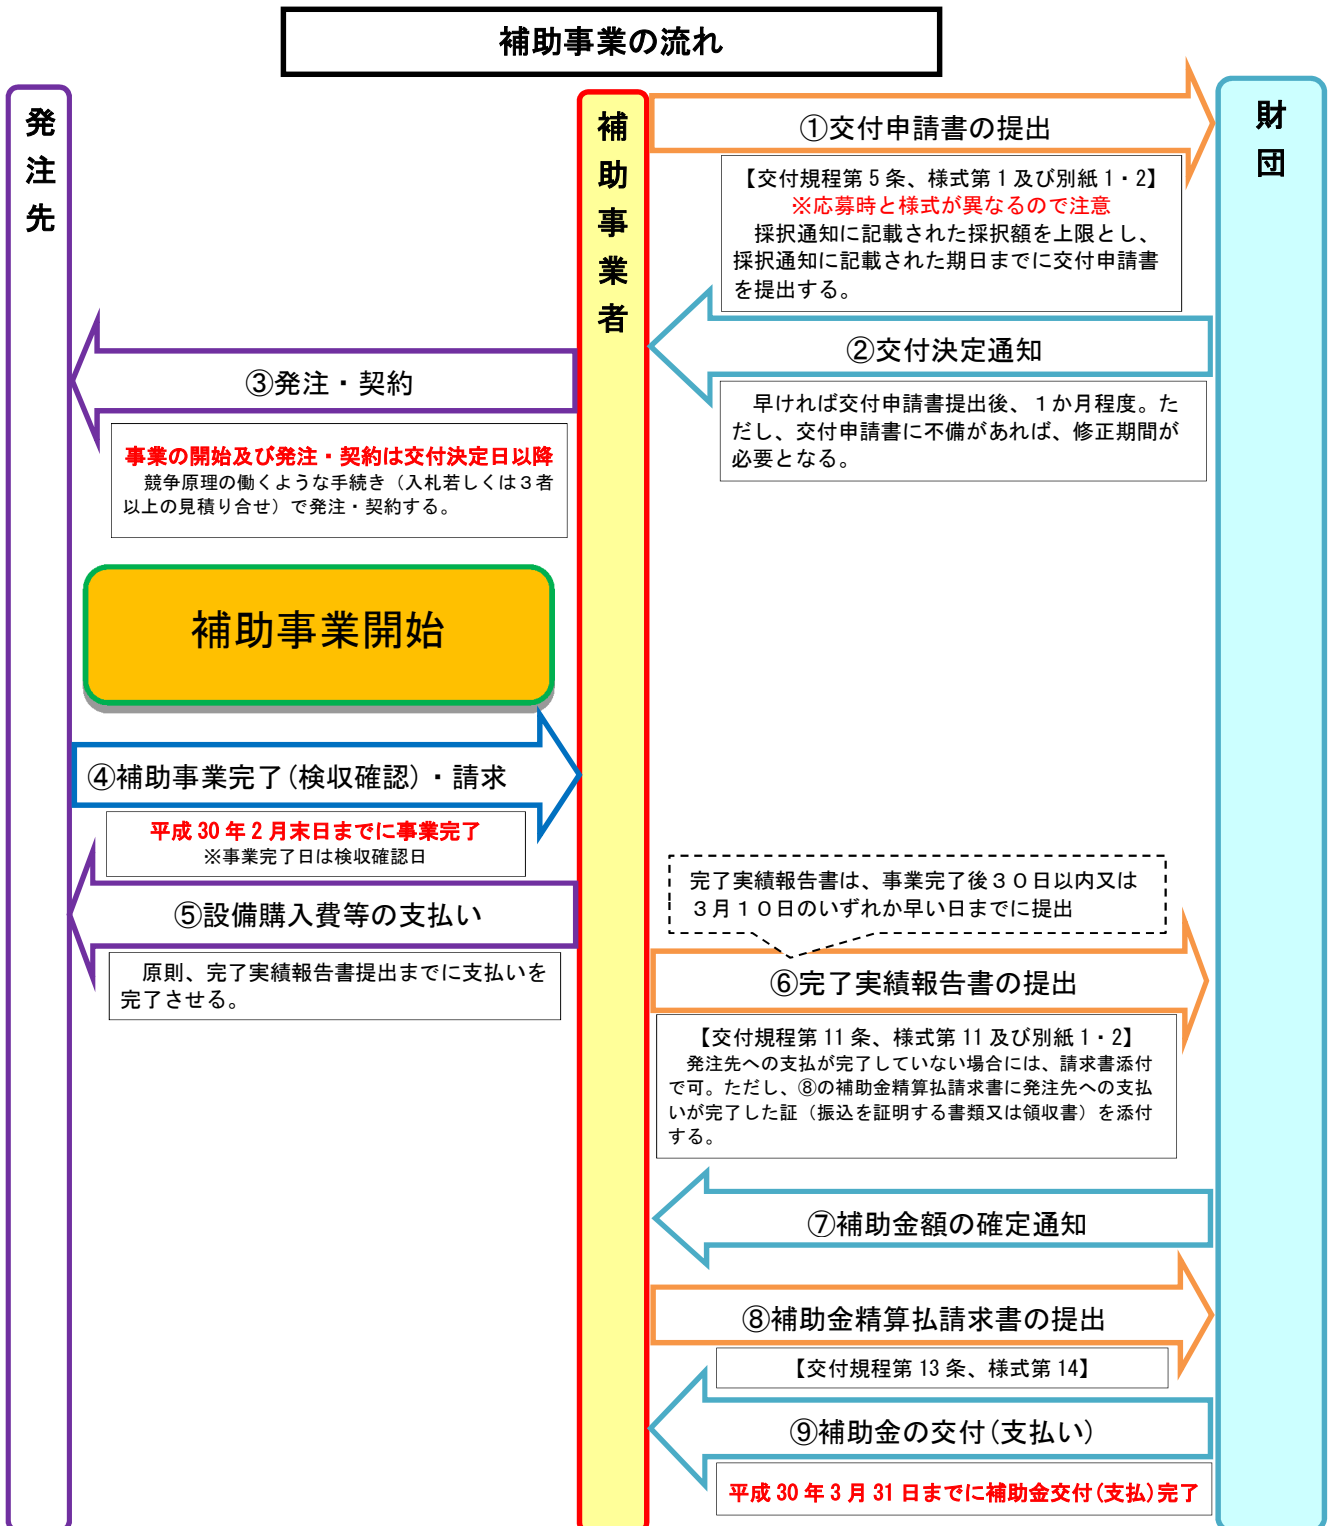 補助事業の流れ
発注先
補助事業者
財団
①交付申請書の提出
【交付規程第5条、様式第1及び別紙1・2】
※応募時と様式が異なるので注意
採択通知に記載された採択額を上限とし、
採択通知に記載された期日までに交付申請書
を提出する。
②交付決定通知
早ければ交付申請書提出後、１か月程度。た
だし、交付申請書に不備があれば、修正期間が
必要となる。
③発注・契約
事業の開始及び発注・契約は交付決定日以降
競争原理の働くような手続き（入札若しくは３者
以上の見積り合せ）で発注・契約する。
補助事業開始
④補助事業完了(検収確認)・請求
平成30年2月末日までに事業完了
※事業完了日は検収確認日
⑤設備購入費等の支払い
原則、完了実績報告書提出までに支払いを
完了させる。
完了実績報告書は、事業完了後３０日以内又は
３月１０日のいずれか早い日までに提出
⑥完了実績報告書の提出
【交付規程第11条、様式第11及び別紙1・2】
発注先への支払が完了していない場合には、請求書添付
で可。ただし、⑧の補助金精算払請求書に発注先への支払
いが完了した証（振込を証明する書類又は領収書）を添付
する。
⑦補助金額の確定通知
⑧補助金精算払請求書の提出
【交付規程第13条、様式第14】
⑨補助金の交付(支払い)
平成30年3月31日までに補助金交付(支払)完了